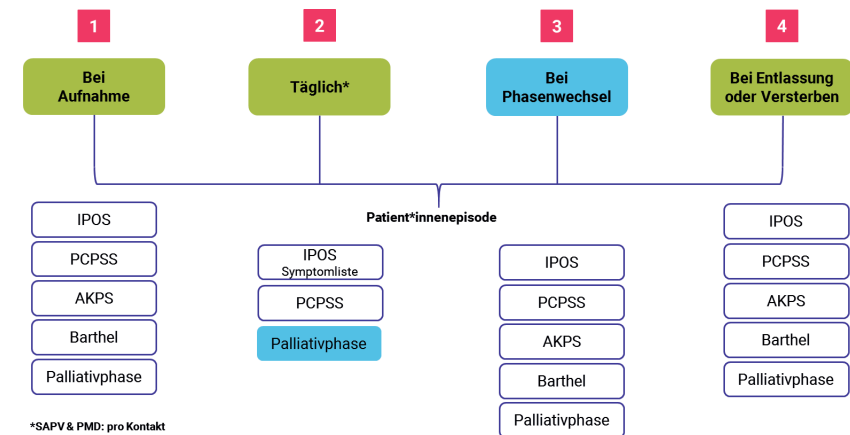 1
2
3
4
Bei
Aufnahme
Täglich*
Bei
Phasenwechsel
Bei Entlassung
oder Versterben
Patient*innenepisode
IPOS
PCPSS
AKPS
Barthel
Palliativphase
IPOS
Symptomliste
PCPSS
Palliativphase
IPOS
PCPSS
AKPS
Barthel
Palliativphase
IPOS
PCPSS
AKPS
Barthel
Palliativphase
*SAPV & PMD: pro Kontakt